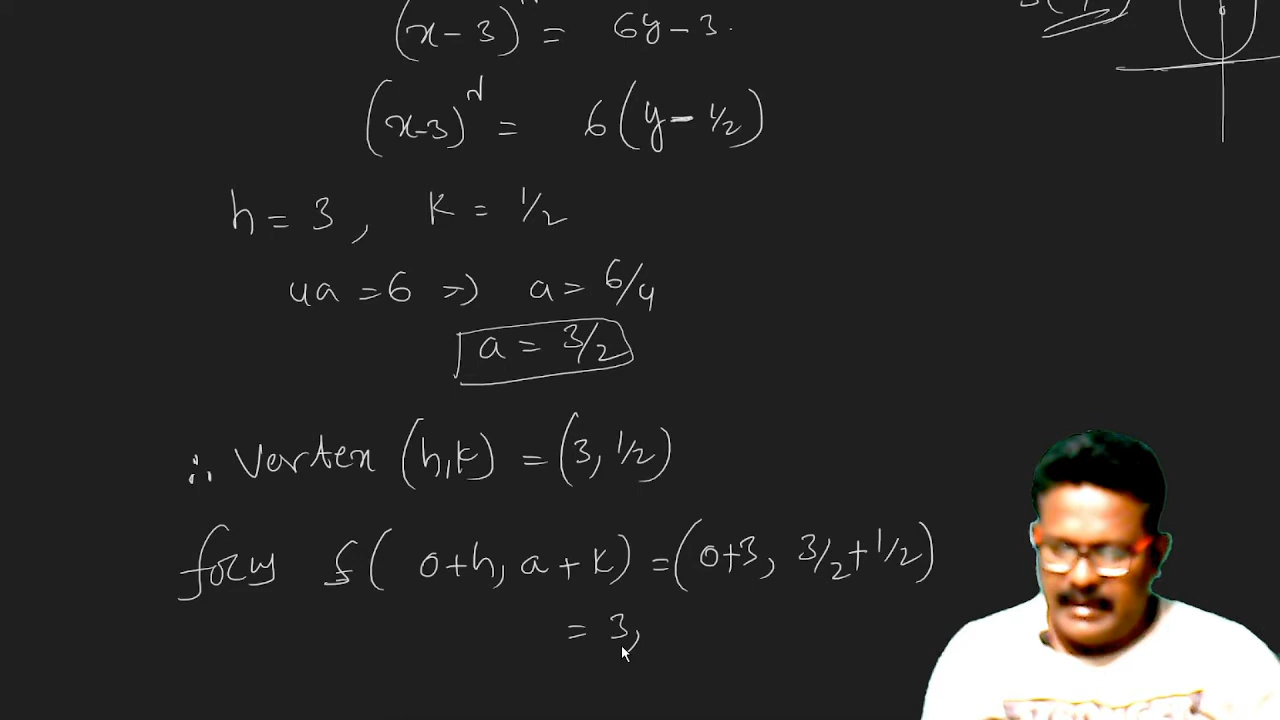 (x-3)² = 6y-3.
(x-3)² = 6(y-1/2)
h = 3, k = 1/2
4a = 6 => a = 6/4
a = 3/2
∴ Vertex (h,k) = (3, 1/2)
focus f( 0+h, a+k) = (0+3, 3/2+1/2)
= 3,